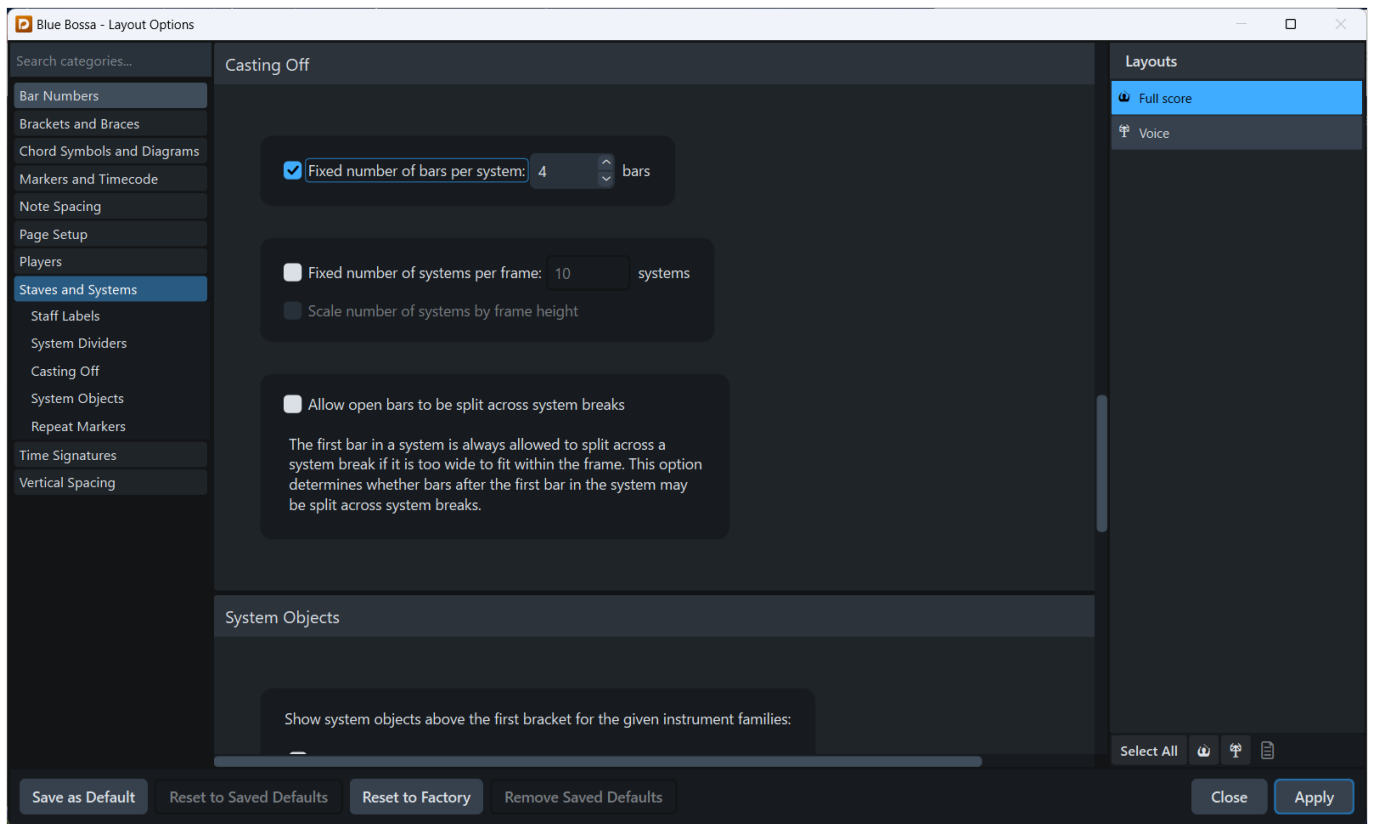 Blue Bossa - Layout Options
Search categories...
Bar Numbers
Brackets and Braces
Chord Symbols and Diagrams
Markers and Timecode
Note Spacing
Page Setup
Players
Staves and Systems
Staff Labels
System Dividers
Casting Off
System Objects
Repeat Markers
Time Signatures
Vertical Spacing
Casting Off
Fixed number of bars per system: 4 bars
Fixed number of systems per frame: 10 systems
Scale number of systems by frame height
Allow open bars to be split across system breaks
The first bar in a system is always allowed to split across a
system break if it is too wide to fit within the frame. This option
determines whether bars after the first bar in the system may
be split across system breaks.
System Objects
Show system objects above the first bracket for the given instrument families:
Layouts
Full score
Voice
Select All
Save as Default
Reset to Saved Defaults
Reset to Factory
Remove Saved Defaults
Close
Apply